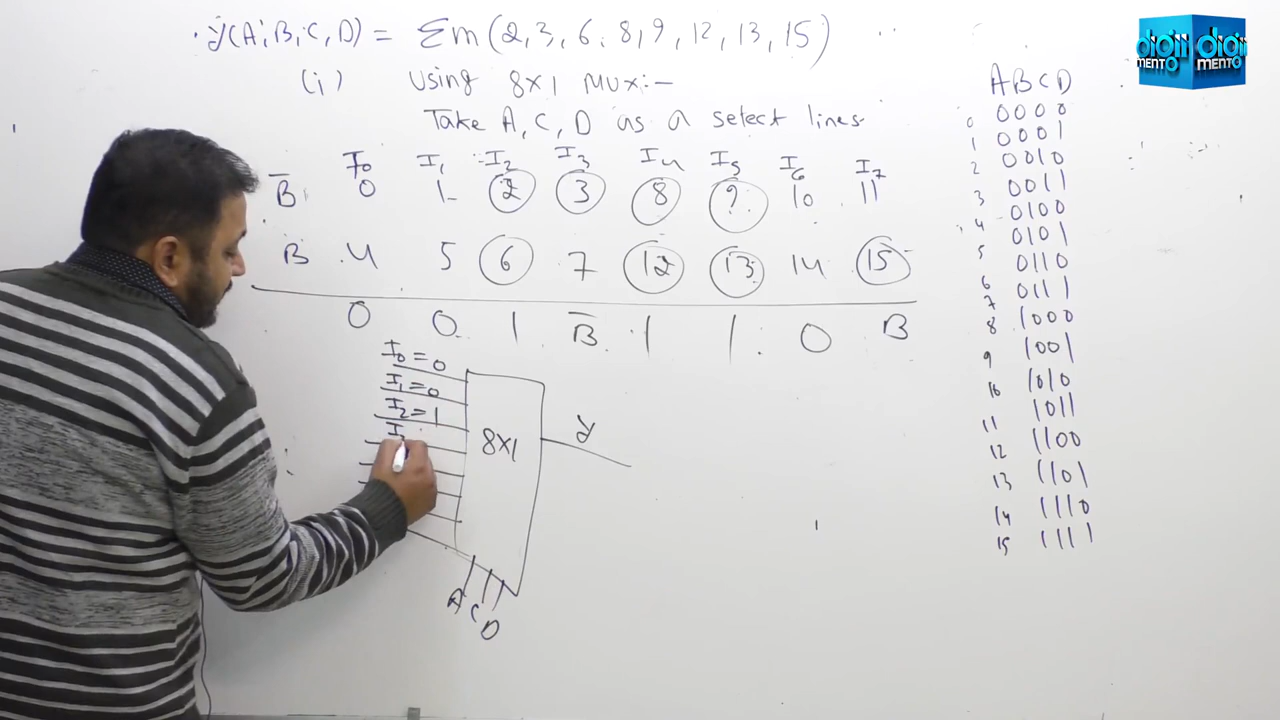 Y(A,B,C,D) = Σm(2,3,6,8,9,12,13,15)
(i) Using 8x1 MUX:-
Take A, C, D as a select lines
I0 I1 I2 I3 I4 I5 I6 I7
B̅ 0 1 2 3 8 9 10 11
B 4 5 6 7 12 13 14 15
0 0 1 B̅ 1 1 0 B
I0 = 0
I1 = 0
I2 = 1
8x1
Y
A C D
A B C D
0 0000
1 0001
2 0010
3 0011
4 0100
5 0101
6 0110
7 0111
8 1000
9 1001
10 1010
11 1011
12 1100
13 1101
14 1110
15 1111
digii MENTO
digii MENTO